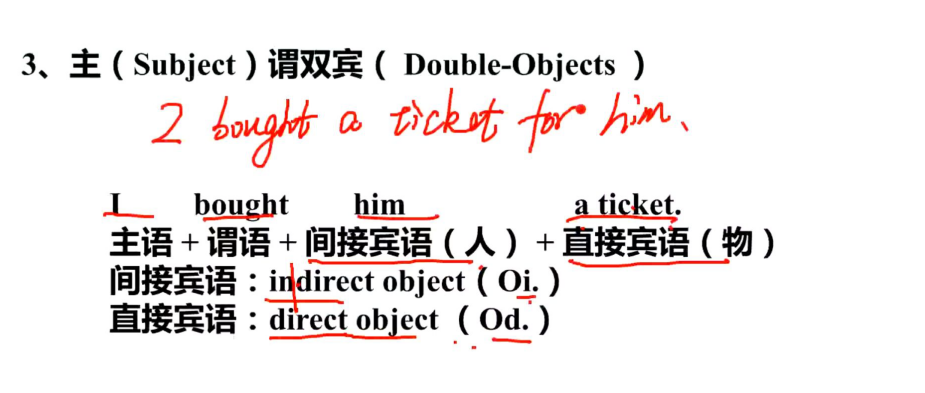 3、主（Subject）谓双宾（ Double-Objects ）
I bought a ticket for him.
I bought him a ticket.
主语 + 谓语 + 间接宾语（人） + 直接宾语（物）
间接宾语：indirect object（Oi.）
直接宾语：direct object （Od.）